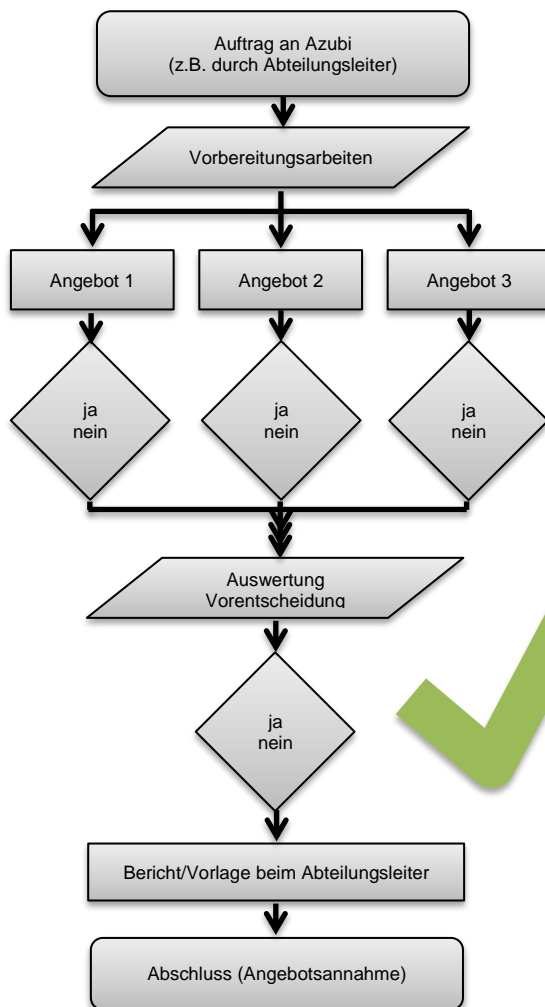 Auftrag an Azubi
(z.B. durch Abteilungsleiter)
Vorbereitungsarbeiten
Angebot 1
Angebot 2
Angebot 3
ja
nein
ja
nein
ja
nein
Auswertung
Vorentscheidung
ja
nein
Bericht/Vorlage beim Abteilungsleiter
Abschluss (Angebotsannahme)